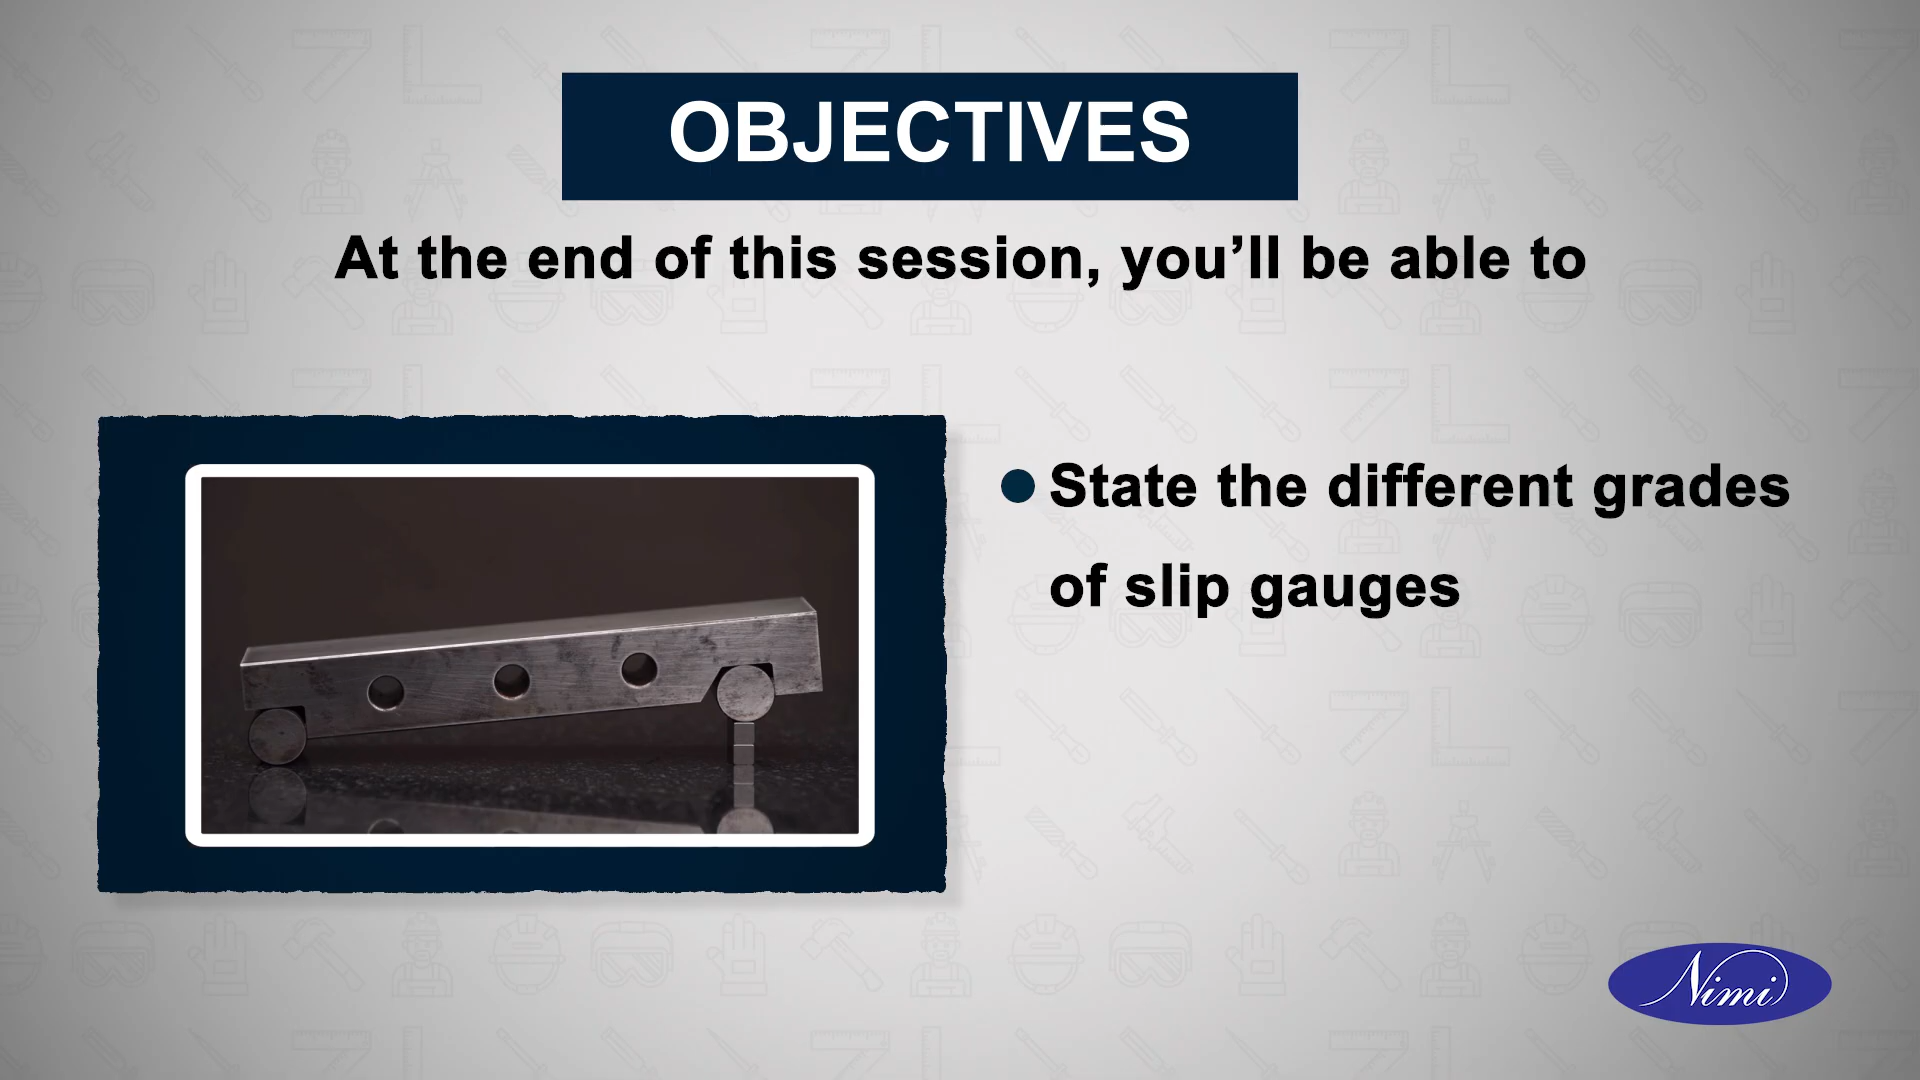 OBJECTIVES
At the end of this session, you’ll be able to
State the different grades
of slip gauges
Nimi